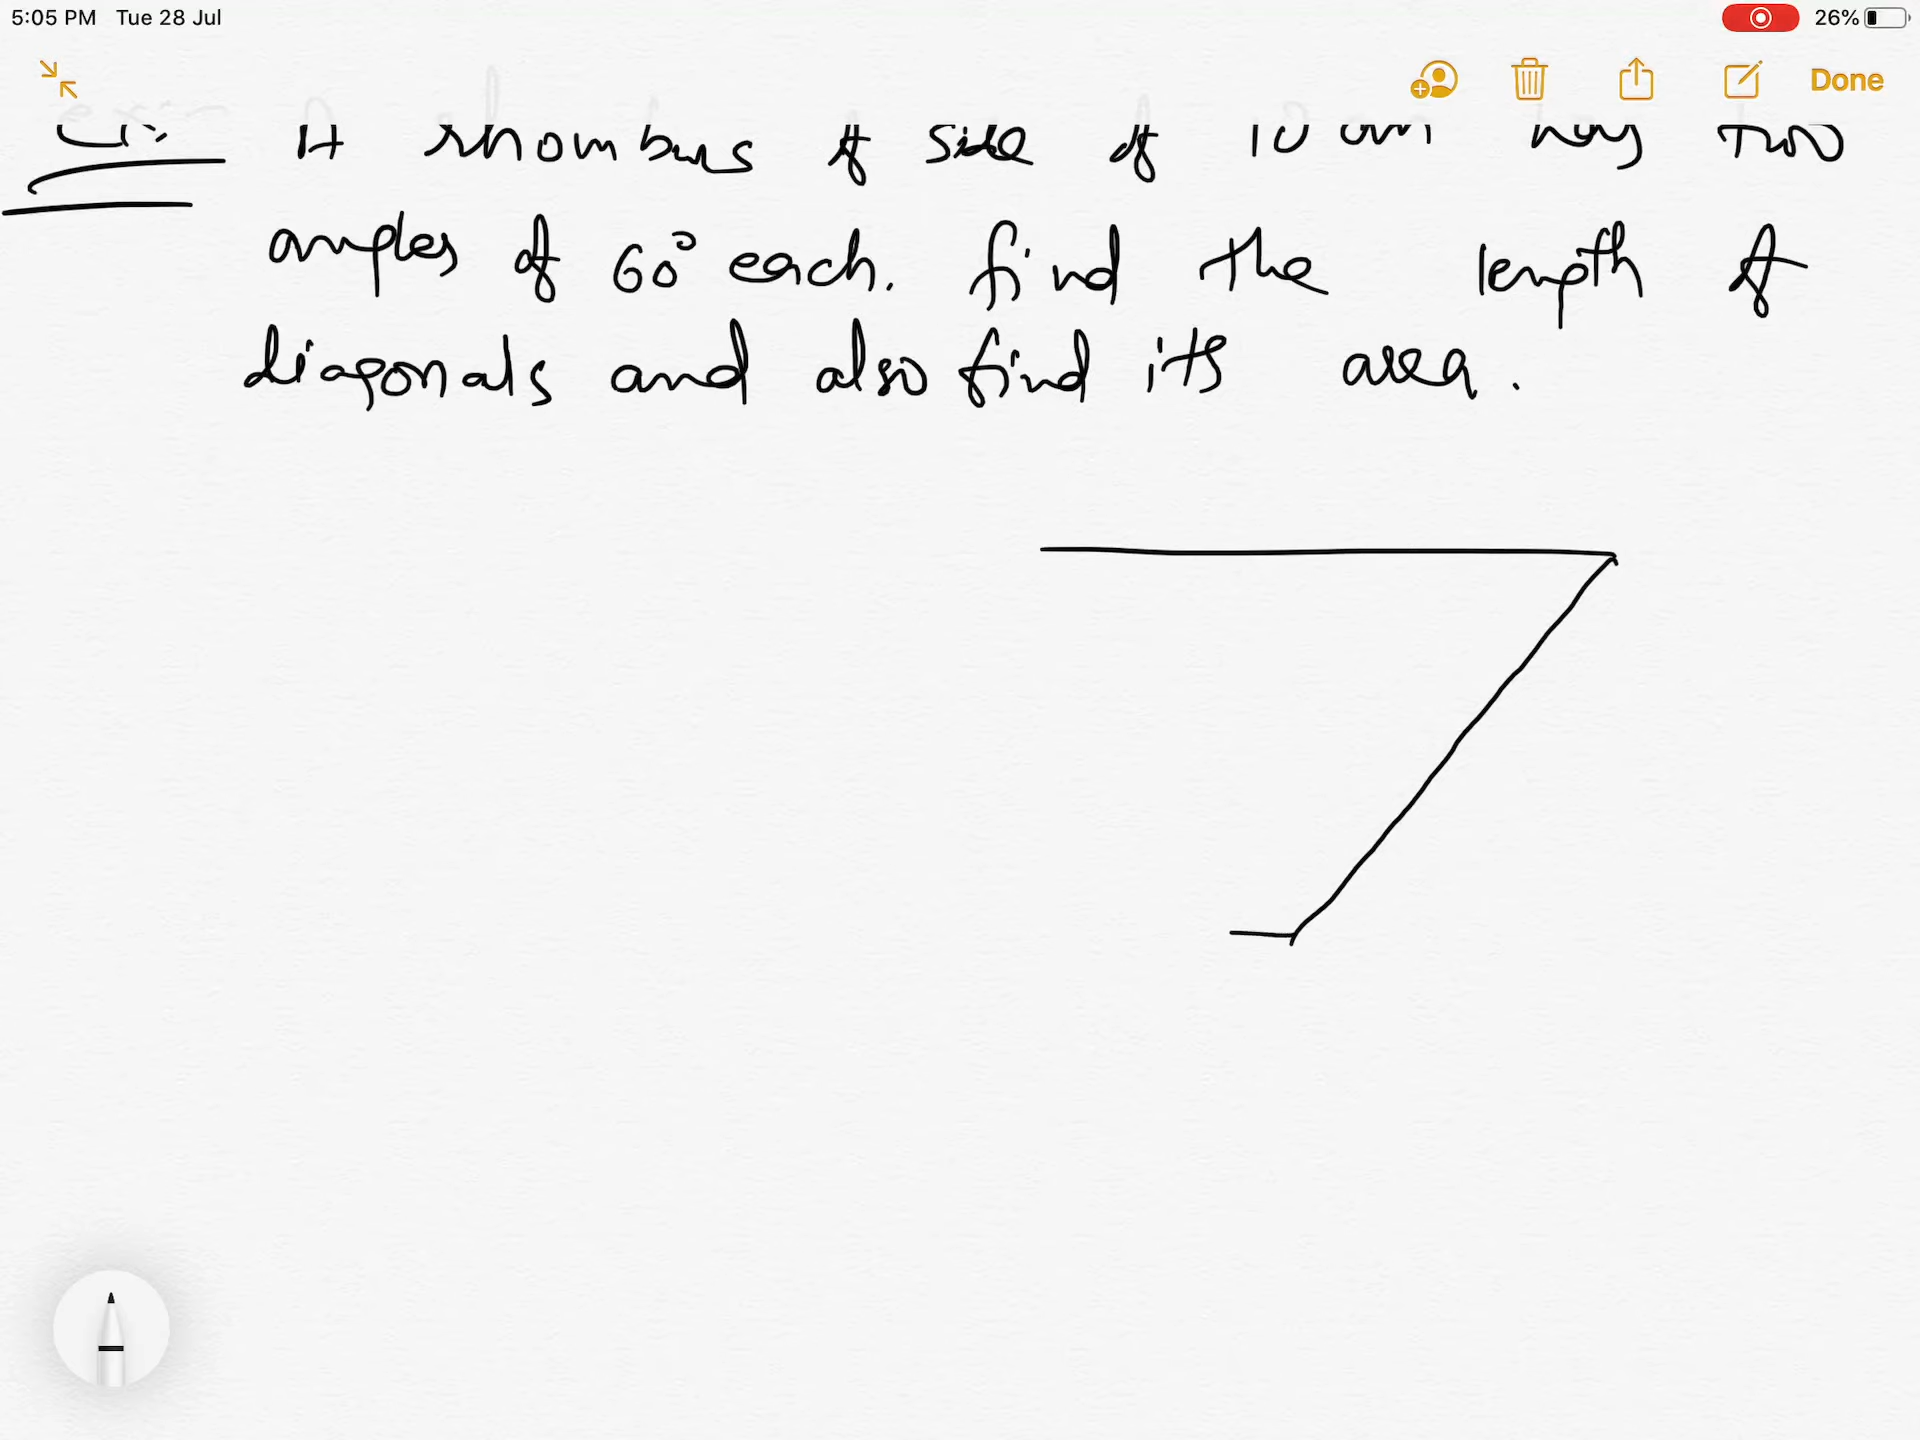 5:05 PM Tue 28 Jul
26%
Done
A rhombus of side of 10 cm has two
angles of 60° each. find the length of
diagonals and also find its area.